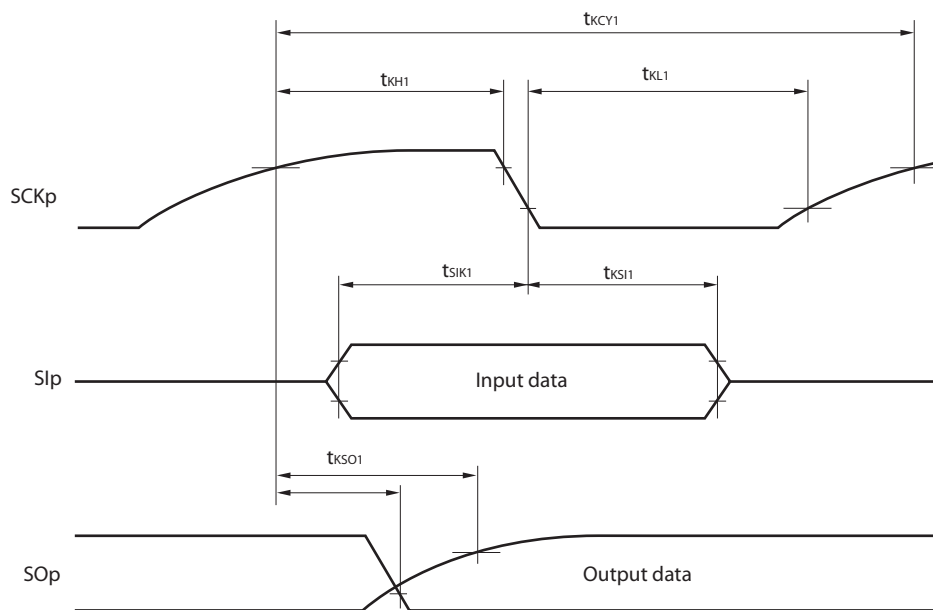 tKCY1
tKH1
tKL1
SCKp
tSIK1
tKSI1
SIp
Input data
tKSO1
SOp
Output data